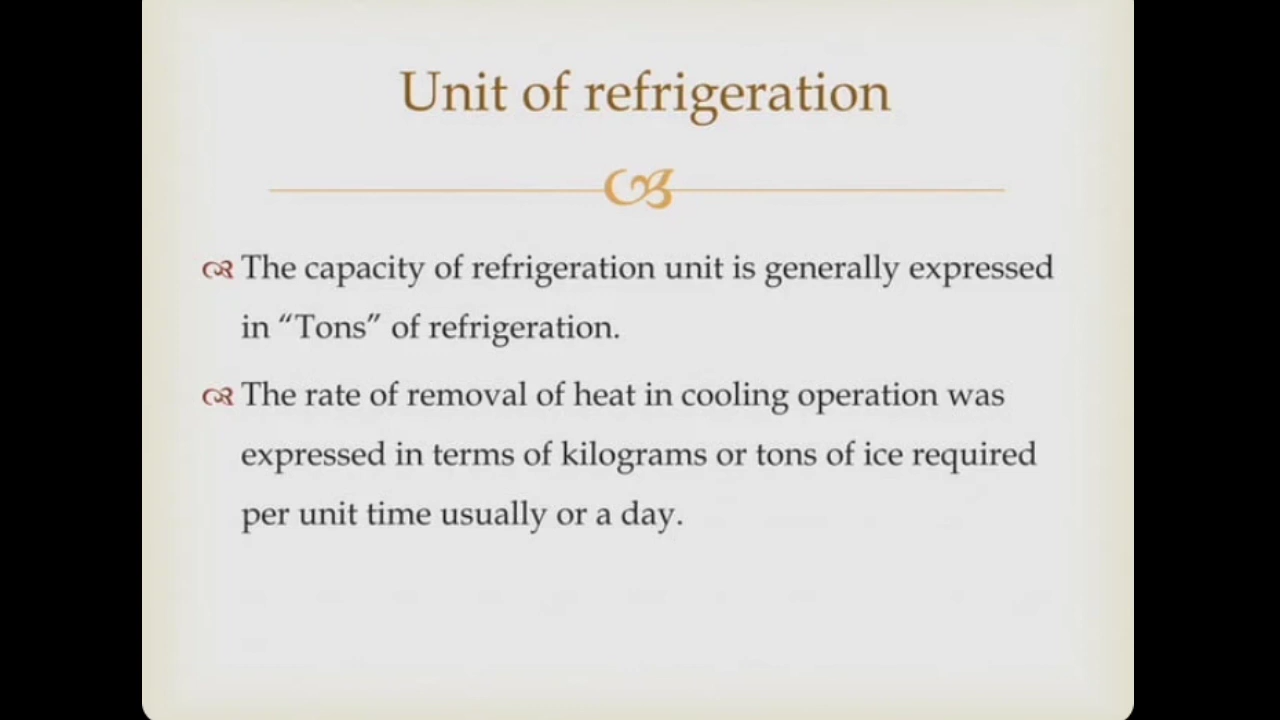 Unit of refrigeration
The capacity of refrigeration unit is generally expressed
in “Tons” of refrigeration.
The rate of removal of heat in cooling operation was
expressed in terms of kilograms or tons of ice required
per unit time usually or a day.